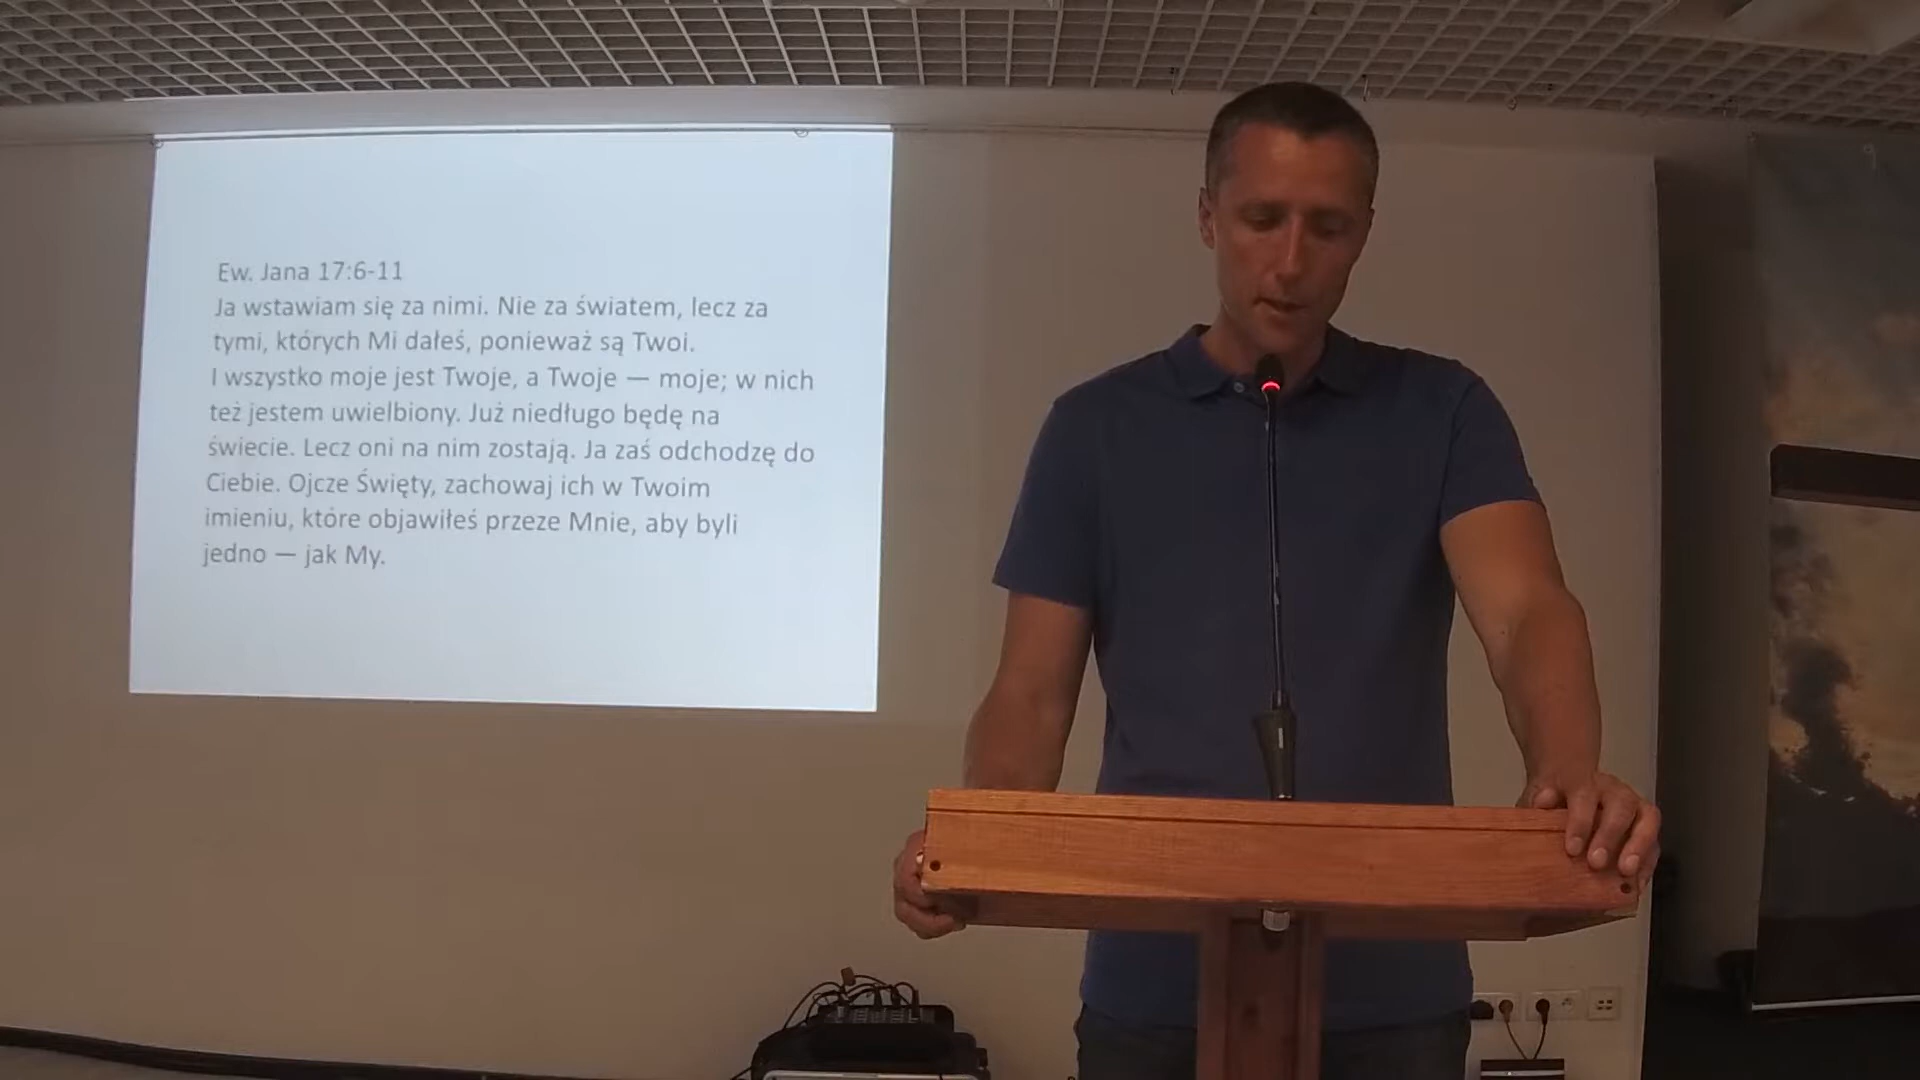 Ew. Jana 17:6-11
Ja wstawiam się za nimi. Nie za światem, lecz za
tymi, których Mi dałeś, ponieważ są Twoi.
I wszystko moje jest Twoje, a Twoje — moje; w nich
też jestem uwielbiony. Już niedługo będę na
świecie. Lecz oni na nim zostają. Ja zaś odchodzę do
Ciebie. Ojcze Święty, zachowaj ich w Twoim
imieniu, które objawiłeś przeze Mnie, aby byli
jedno — jak My.